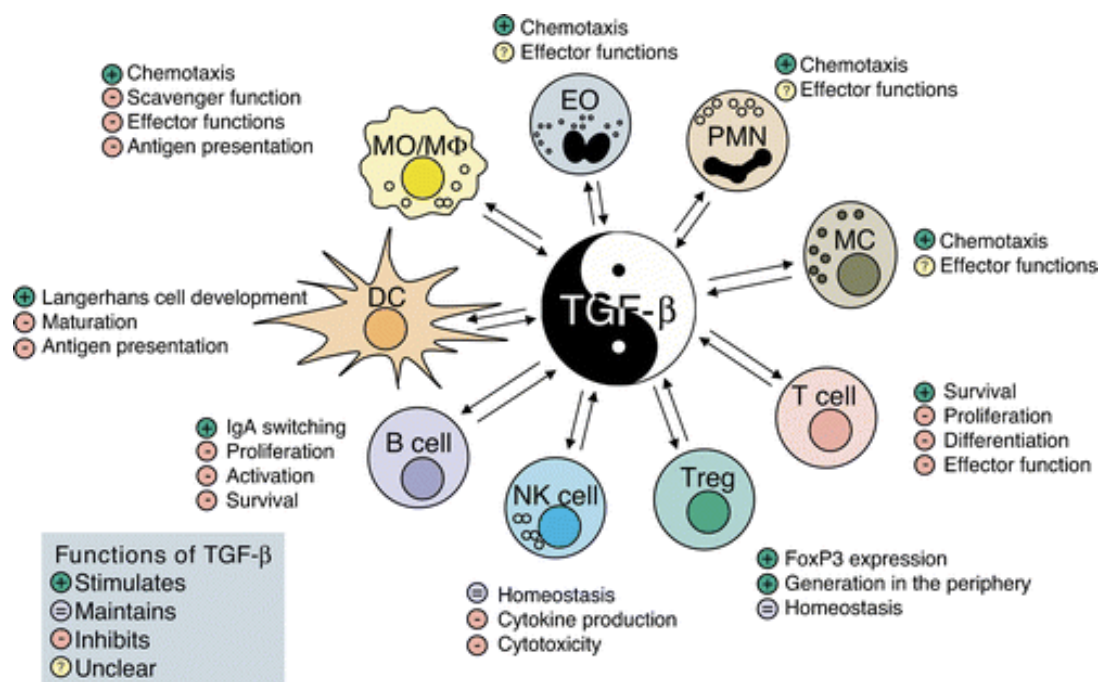 + Chemotaxis
? Effector functions
EO
+ Chemotaxis
? Effector functions
PMN
+ Chemotaxis
- Scavenger function
- Effector functions
- Antigen presentation
MO/MΦ
MC
+ Chemotaxis
? Effector functions
+ Langerhans cell development
- Maturation
- Antigen presentation
DC
TGF-β
T cell
+ Survival
- Proliferation
- Differentiation
- Effector function
+ IgA switching
- Proliferation
- Activation
- Survival
B cell
NK cell
= Homeostasis
- Cytokine production
- Cytotoxicity
Treg
+ FoxP3 expression
+ Generation in the periphery
= Homeostasis
Functions of TGF-β
+ Stimulates
= Maintains
- Inhibits
? Unclear